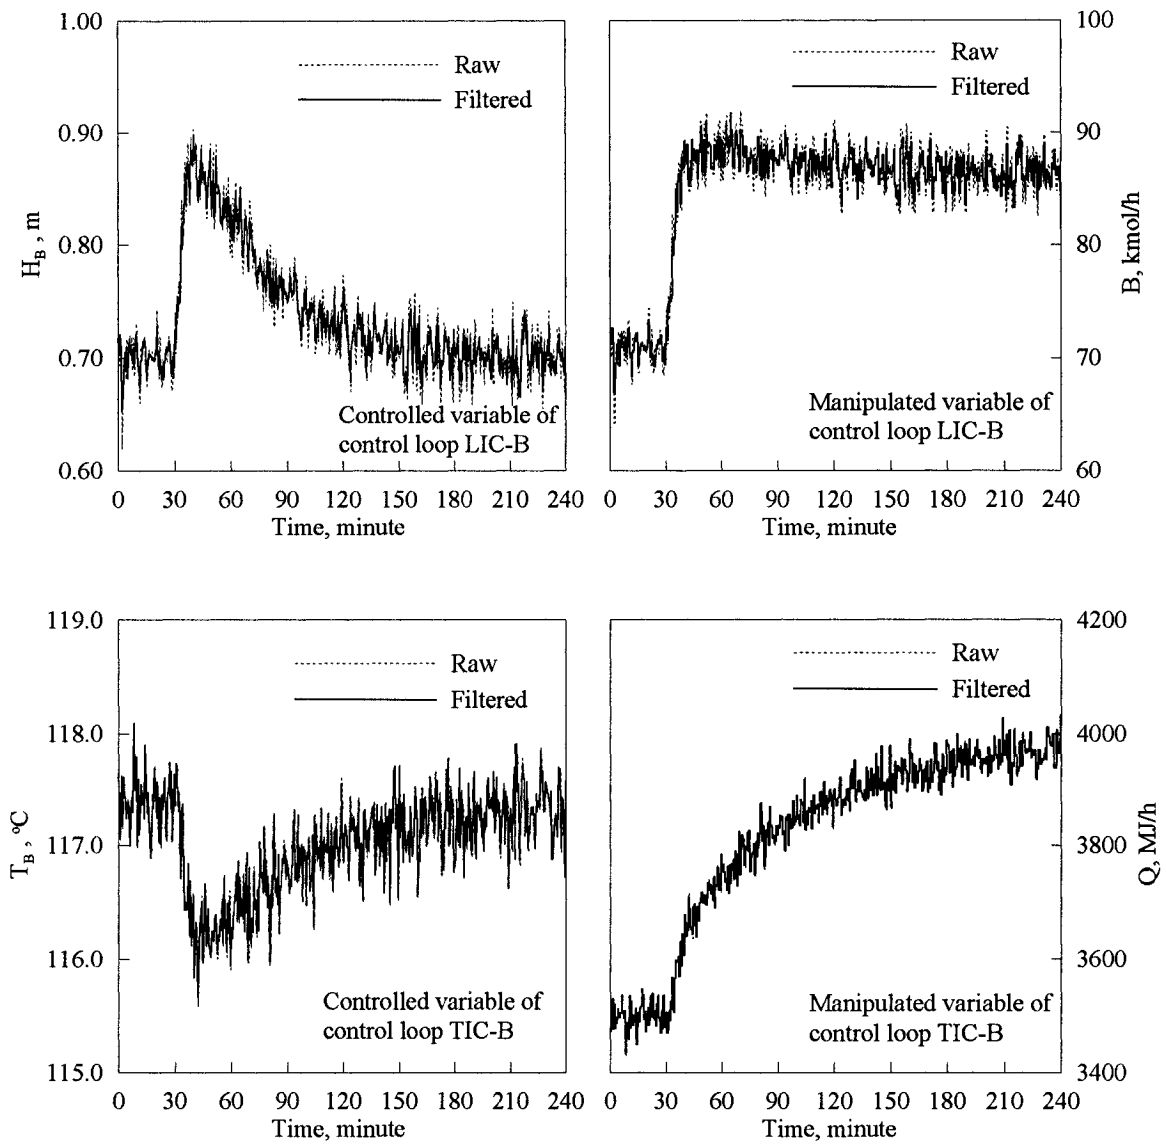 1.00
0.90
0.80
0.70
0.60
H_B , m
Raw
Filtered
Controlled variable of
control loop LIC-B
0 30 60 90 120 150 180 210 240
Time, minute
100
90
80
70
60
B, kmol/h
Raw
Filtered
Manipulated variable of
control loop LIC-B
0 30 60 90 120 150 180 210 240
Time, minute
119.0
118.0
117.0
116.0
115.0
T_B , ºC
Raw
Filtered
Controlled variable of
control loop TIC-B
0 30 60 90 120 150 180 210 240
Time, minute
4200
4000
3800
3600
3400
Q, MJ/h
Raw
Filtered
Manipulated variable of
control loop TIC-B
0 30 60 90 120 150 180 210 240
Time, minute